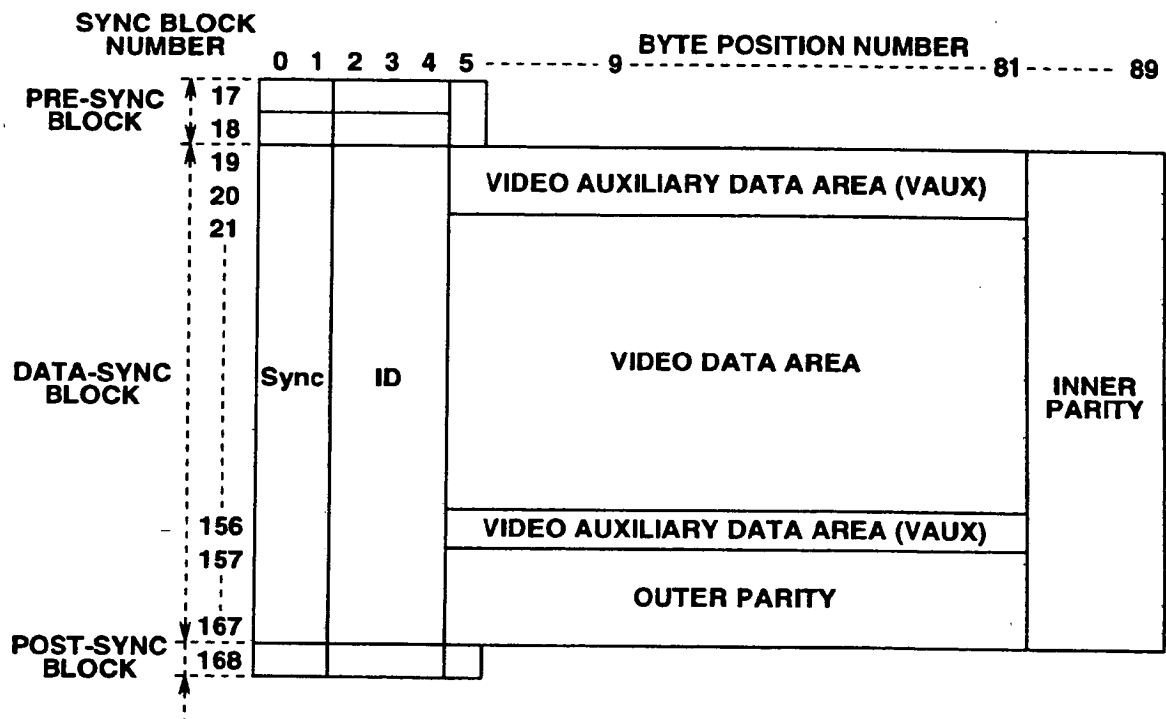 SYNC BLOCK
NUMBER
BYTE POSITION NUMBER
0 1 2 3 4 5 9 81 89
PRE-SYNC
BLOCK
17
18
19
20
21
VIDEO AUXILIARY DATA AREA (VAUX)
DATA-SYNC
BLOCK
Sync
ID
VIDEO DATA AREA
INNER
PARITY
156
VIDEO AUXILIARY DATA AREA (VAUX)
157
OUTER PARITY
167
POST-SYNC
BLOCK
168